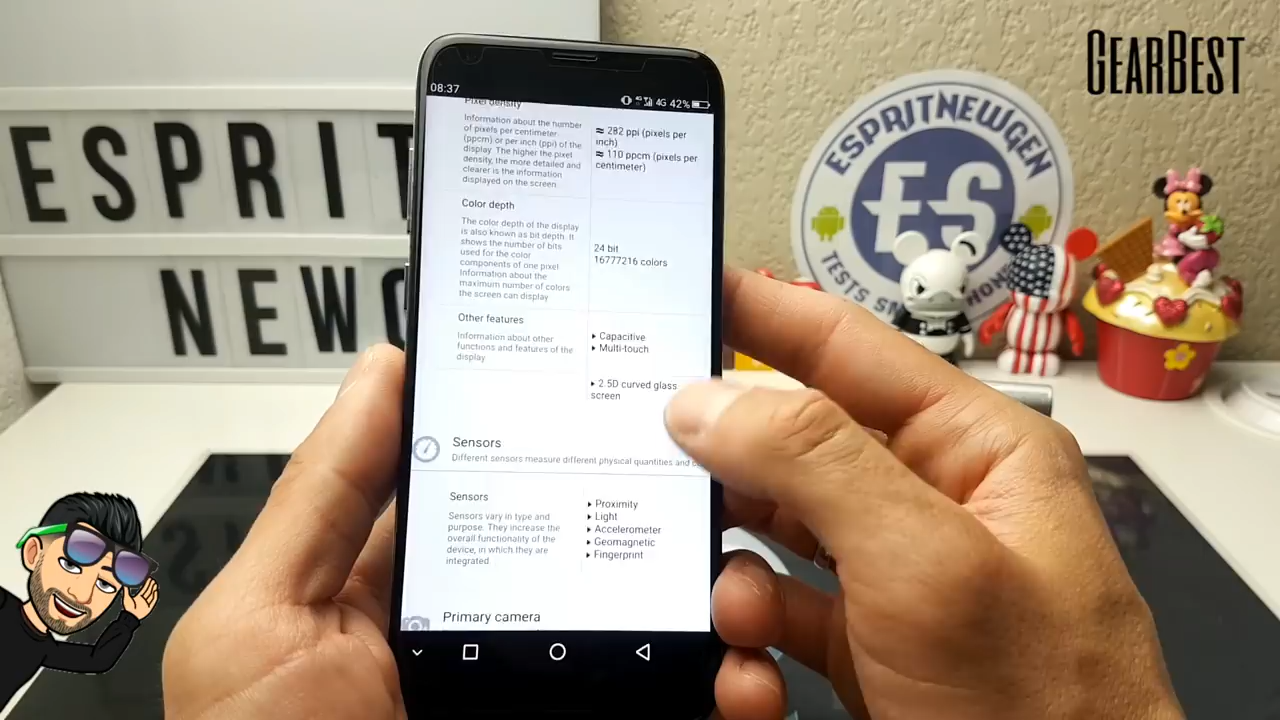 GEARBEST
ESPRIT
NEWG
ESPRITNEWGEN
ES
08:37
4G 42%
Pixel density
Information about the number
of pixels per centimeter
(ppcm) or per inch (ppi) of the
display. The higher the pixel
density, the more detailed and
clearer is the information
displayed on the screen.
≈ 282 ppi (pixels per
inch)
≈ 110 ppcm (pixels per
centimeter)
Color depth
The color depth of the display
is also known as bit depth. It
shows the number of bits
used for the color
components of one pixel
Information about the
maximum number of colors
the screen can display
24 bit
16777216 colors
Other features
Information about other
functions and features of the
display
Capacitive
Multi-touch
2.5D curved glass
screen
Sensors
Different sensors measure different physical quantities and
Sensors
Sensors vary in type and
purpose. They increase the
overall functionality of the
device, in which they are
integrated
Proximity
Light
Accelerometer
Geomagnetic
Fingerprint
Primary camera